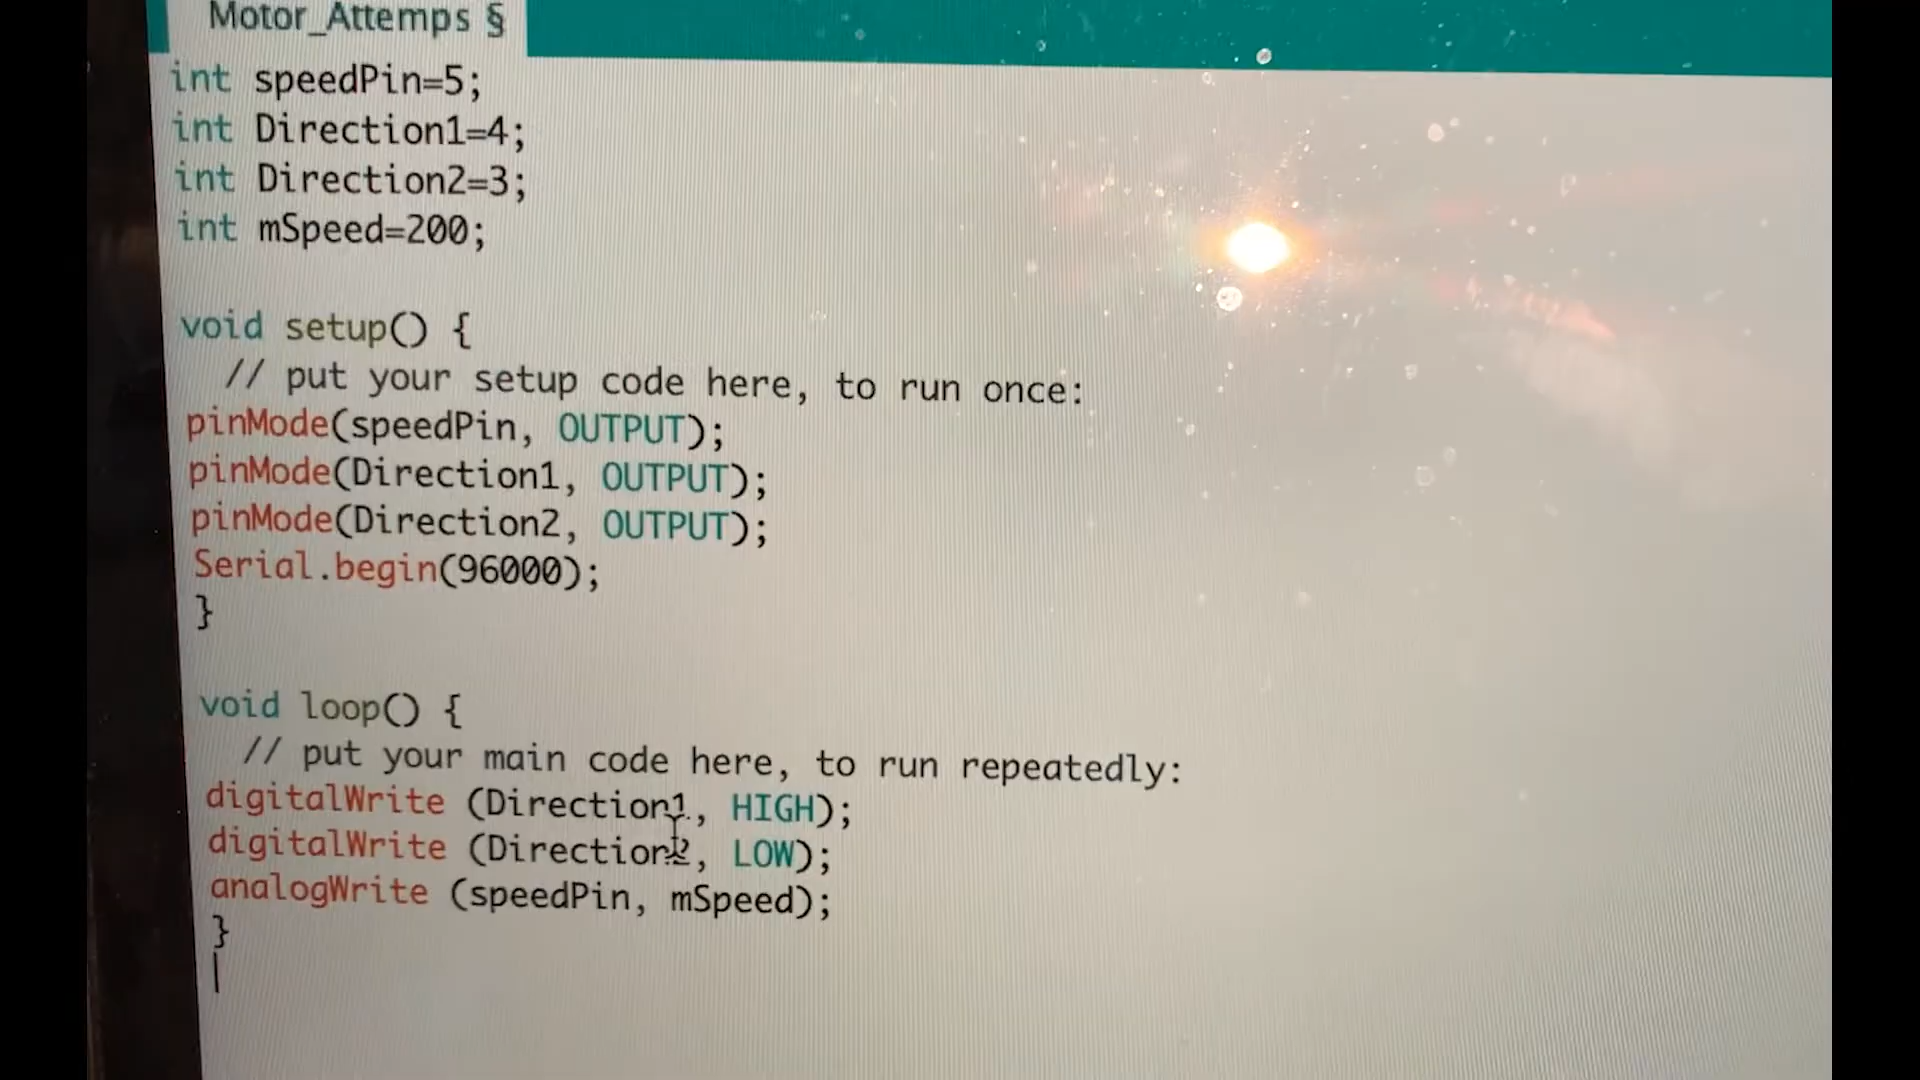 Motor_Attemps §
int speedPin=5;
int Direction1=4;
int Direction2=3;
int mSpeed=200;
void setup() {
// put your setup code here, to run once:
pinMode(speedPin, OUTPUT);
pinMode(Direction1, OUTPUT);
pinMode(Direction2, OUTPUT);
Serial.begin(96000);
}
void loop() {
// put your main code here, to run repeatedly:
digitalWrite (Direction1, HIGH);
digitalWrite (Direction2, LOW);
analogWrite (speedPin, mSpeed);
}